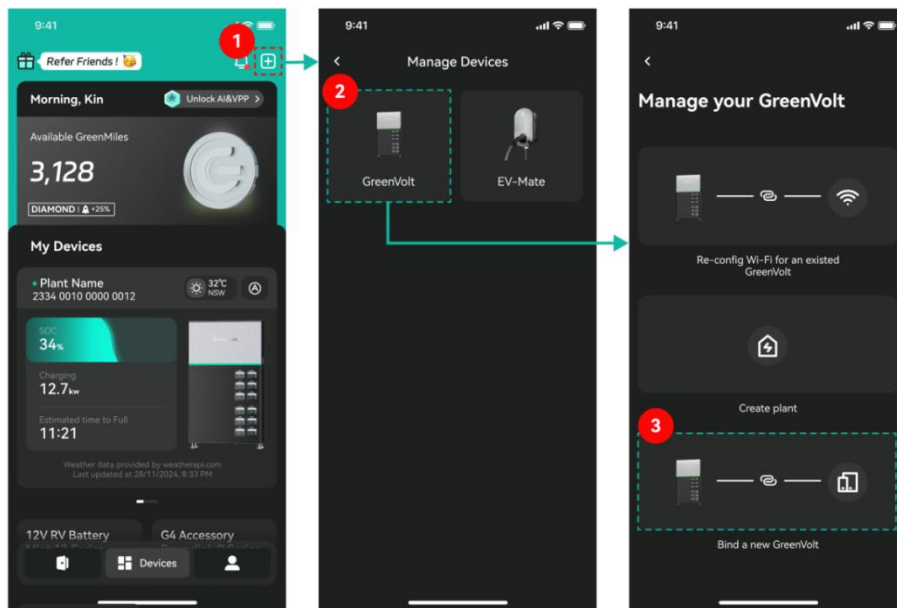 9:41
1
Refer Friends!
Morning, Kin
Unlock AI&VPP >
Available GreenMiles
3,128
DIAMOND | +25%
My Devices
Plant Name
2334 0010 0000 0012
32°C
NSW
SOC
34%
Charging
12.7kw
Estimated time to Full
11:21
Weather data provided by weatherapi.com
Last updated at 28/11/2024, 8:33 PM
12V RV Battery
G4 Accessory
Devices
9:41
Manage Devices
2
GreenVolt
EV-Mate
9:41
Manage your GreenVolt
Re-config Wi-Fi for an existed
GreenVolt
Create plant
3
Bind a new GreenVolt